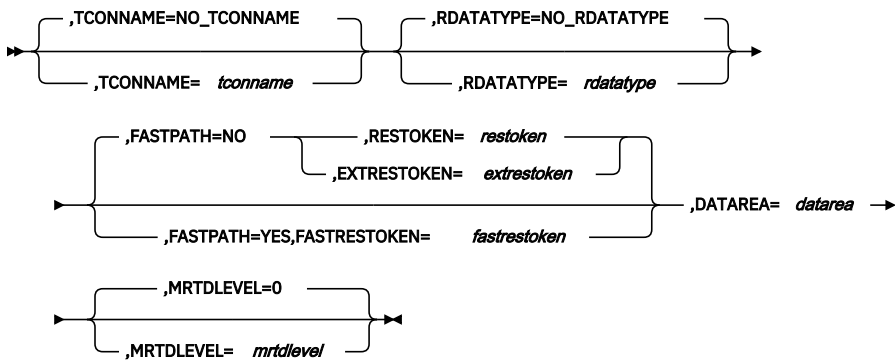 ,TCONNAME=NO_TCONNAME
,TCONNAME= tconname
,RDATATYPE=NO_RDATATYPE
,RDATATYPE= rdatatype
,FASTPATH=NO
,RESTOKEN= restoken
,EXTRESTOKEN= extrestoken
,FASTPATH=YES,FASTRESTOKEN= fastrestoken
,DATAREA= datarea
,MRTDLEVEL=0
,MRTDLEVEL= mrtdlevel